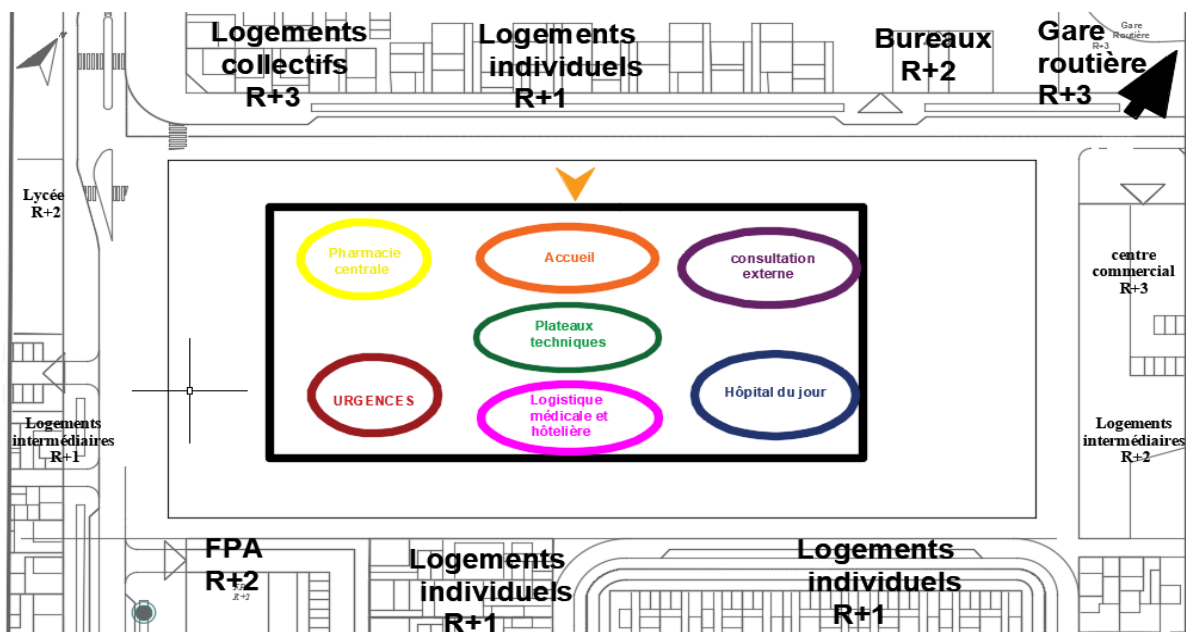 Logements
collectifs
R+3
Logements
individuels
R+1
Bureaux
R+2
Gare
routière
R+3
Gare
Routière
R+3
N
Lycée
R+2
centre
commercial
R+3
Pharmacie
centrale
Accueil
consultation
externe
Plateaux
techniques
URGENCES
Logistique
médicale et
hôtelière
Hôpital du jour
Logements
intermédiaires
R+1
Logements
intermédiaires
R+2
FPA
R+2
R+2
Logements
individuels
R+1
Logements
individuels
R+1